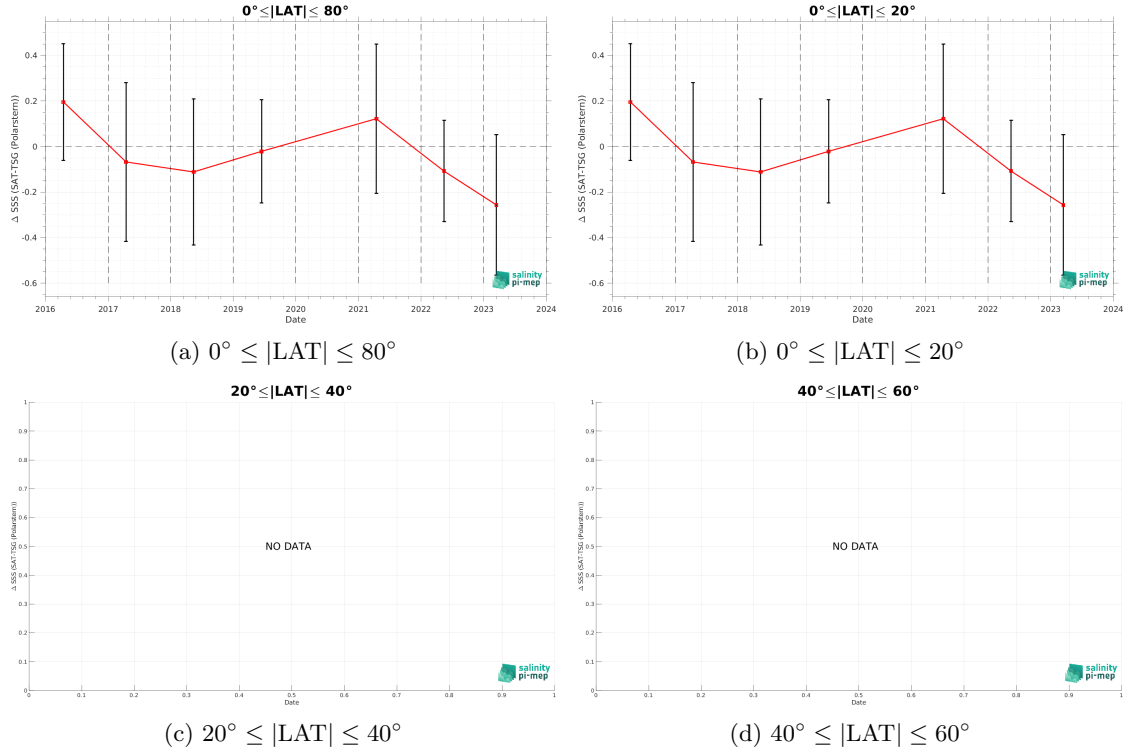 0°≤|LAT|≤ 80°
Δ SSS (SAT-TSG (Polarstern))
0.4
0.2
0
-0.2
-0.4
-0.6
2016 2017 2018 2019 2020 2021 2022 2023 2024
Date
salinity
pi-mep
(a) 0° ≤ |LAT| ≤ 80°
0°≤|LAT|≤ 20°
Δ SSS (SAT-TSG (Polarstern))
0.4
0.2
0
-0.2
-0.4
-0.6
2016 2017 2018 2019 2020 2021 2022 2023 2024
Date
salinity
pi-mep
(b) 0° ≤ |LAT| ≤ 20°
20°≤|LAT|≤ 40°
Δ SSS (SAT-TSG (Polarstern))
1
0.9
0.8
0.7
0.6
0.5
0.4
0.3
0.2
0.1
0
NO DATA
0 0.1 0.2 0.3 0.4 0.5 0.6 0.7 0.8 0.9 1
Date
salinity
pi-mep
(c) 20° ≤ |LAT| ≤ 40°
40°≤|LAT|≤ 60°
Δ SSS (SAT-TSG (Polarstern))
1
0.9
0.8
0.7
0.6
0.5
0.4
0.3
0.2
0.1
0
NO DATA
0 0.1 0.2 0.3 0.4 0.5 0.6 0.7 0.8 0.9 1
Date
salinity
pi-mep
(d) 40° ≤ |LAT| ≤ 60°